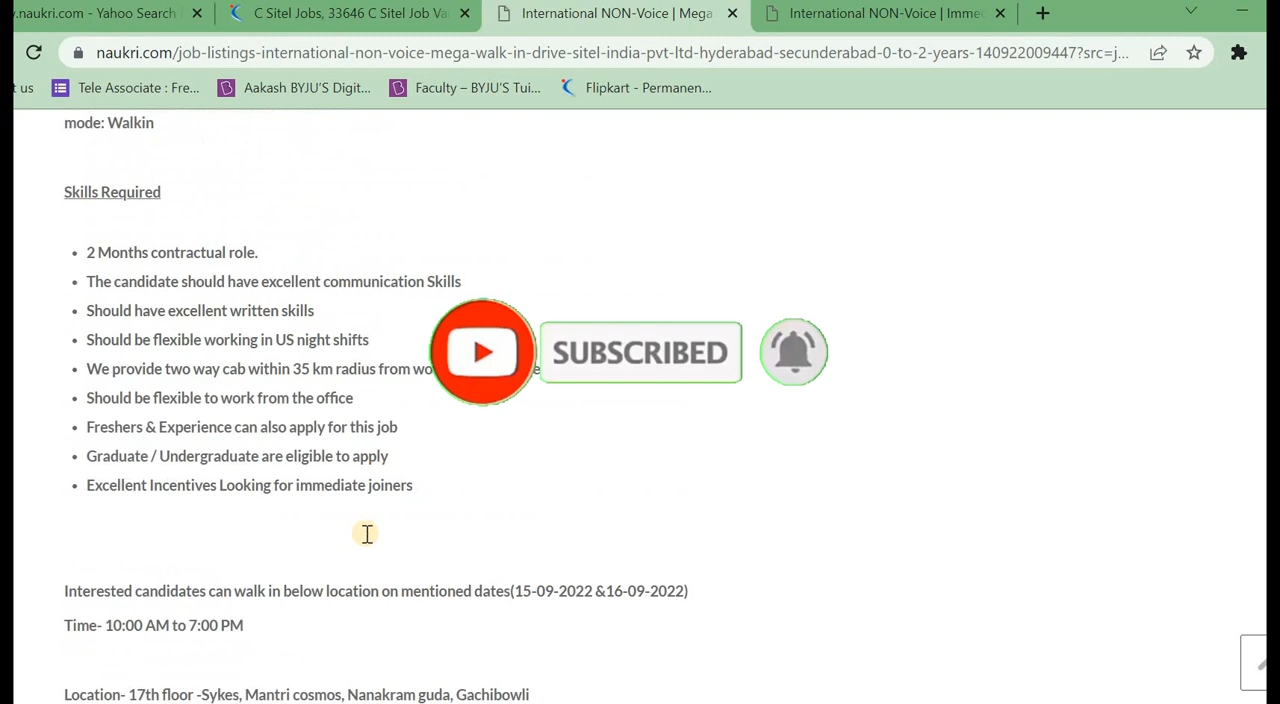 .naukri.com - Yahoo Search
C Sitel Jobs, 33646 C Sitel Job Va
International NON-Voice | Mega
International NON-Voice | Imme
naukri.com/job-listings-international-non-voice-mega-walk-in-drive-sitel-india-pvt-ltd-hyderabad-secunderabad-0-to-2-years-140922009447?src=j...
t us
Tele Associate : Fre...
Aakash BYJU'S Digit...
Faculty – BYJU'S Tui...
Flipkart - Permanen...
mode: Walkin
Skills Required
• 2 Months contractual role.
• The candidate should have excellent communication Skills
• Should have excellent written skills
• Should be flexible working in US night shifts
• We provide two way cab within 35 km radius from wo
• Should be flexible to work from the office
• Freshers & Experience can also apply for this job
• Graduate / Undergraduate are eligible to apply
• Excellent Incentives Looking for immediate joiners
SUBSCRIBED
Interested candidates can walk in below location on mentioned dates(15-09-2022 &16-09-2022)
Time- 10:00 AM to 7:00 PM
Location- 17th floor -Sykes, Mantri cosmos, Nanakram guda, Gachibowli